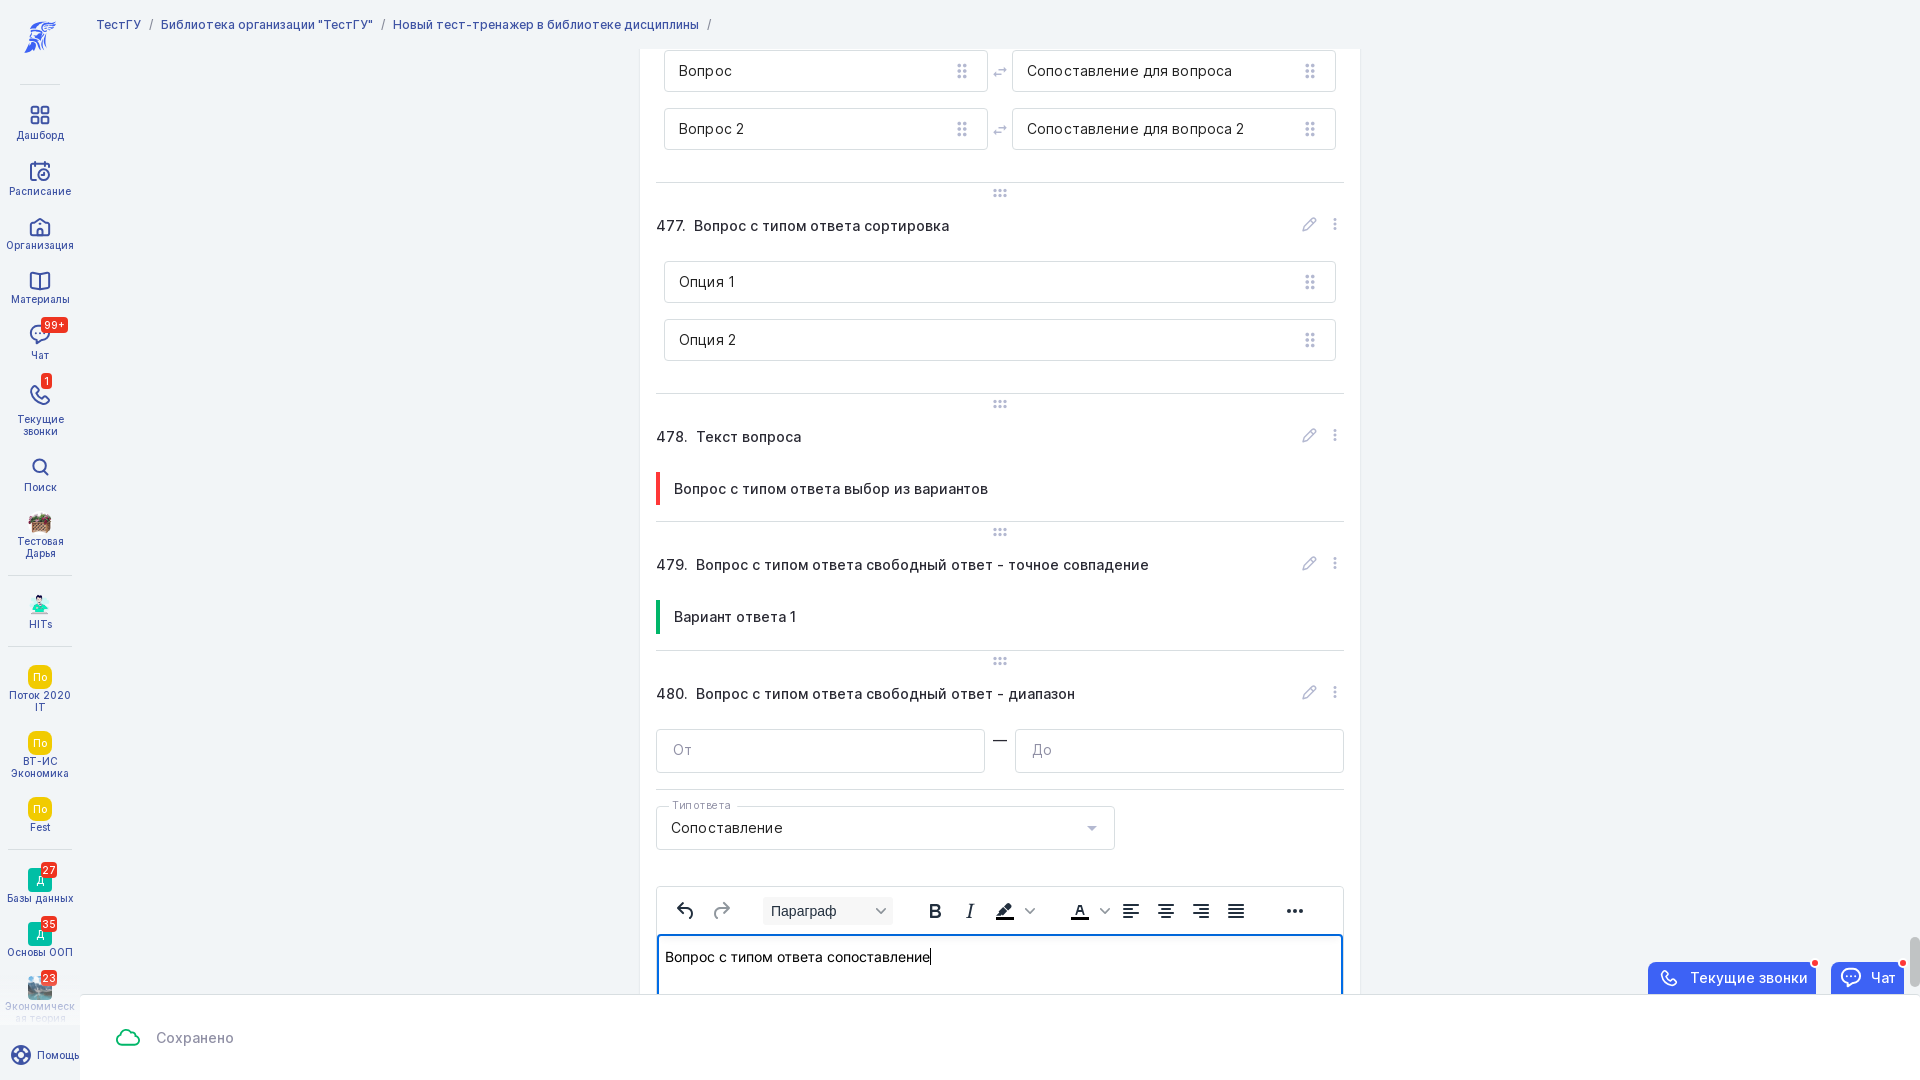 ТестГУ / Библиотека организации "ТестГУ" / Новый тест-тренажер в библиотеке дисциплины /
Дашборд
Расписание
Организация
Материалы
99+
Чат
1
Текущие
звонки
Поиск
Тестовая
Дарья
HITs
По
Поток 2020
IT
По
ВТ-ИС
Экономика
По
Fest
27
Д
Базы данных
35
Д
Основы ООП
23
Экономическ
ая теория
Помощь
Вопрос
Сопоставление для вопроса
Вопрос 2
Сопоставление для вопроса 2
477. Вопрос с типом ответа сортировка
Опция 1
Опция 2
478. Текст вопроса
Вопрос с типом ответа выбор из вариантов
479. Вопрос с типом ответа свободный ответ - точное совпадение
Вариант ответа 1
480. Вопрос с типом ответа свободный ответ - диапазон
От — До
Тип ответа
Сопоставление
Параграф
B I A
Вопрос с типом ответа сопоставление
Текущие звонки
Чат
Сохранено